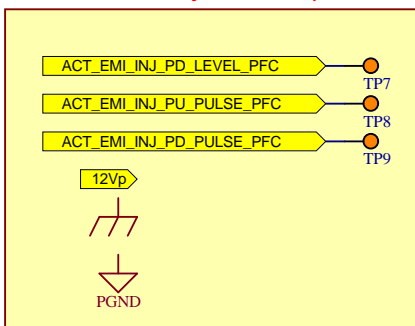 ACT_EMI_INJ_PD_LEVEL_PFC
TP7
ACT_EMI_INJ_PU_PULSE_PFC
TP8
ACT_EMI_INJ_PD_PULSE_PFC
TP9
12Vp
PGND